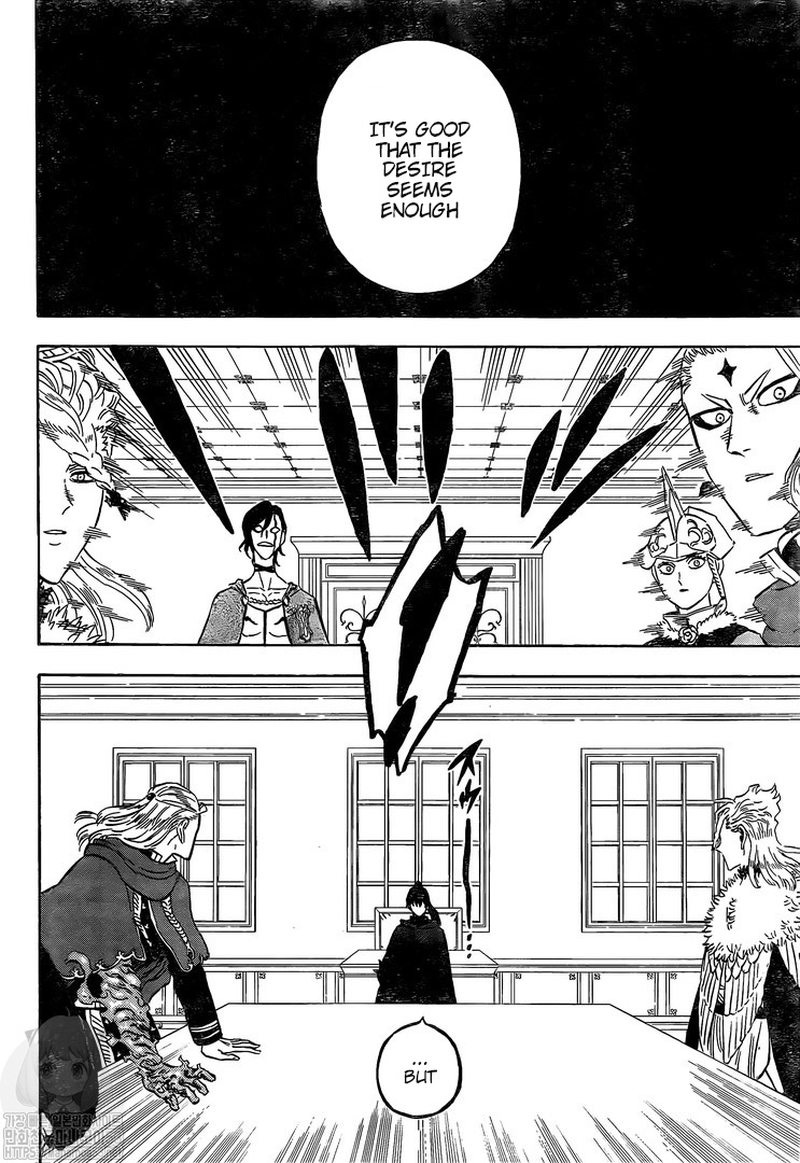 IT'S GOOD
THAT THE
DESIRE
SEEMS
ENOUGH
...
BUT